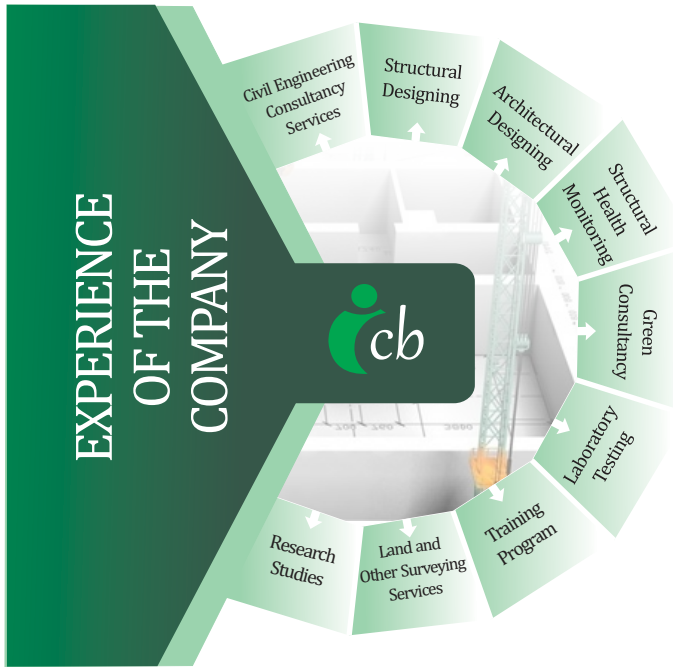 EXPERIENCE
OF THE
COMPANY
cb
Civil Engineering
Consultancy
Services
Structural
Designing
Architectural
Designing
Structural
Health
Monitoring
Green
Consultancy
Laboratory
Testing
Training
Program
Land and
Other Surveying
Services
Research
Studies